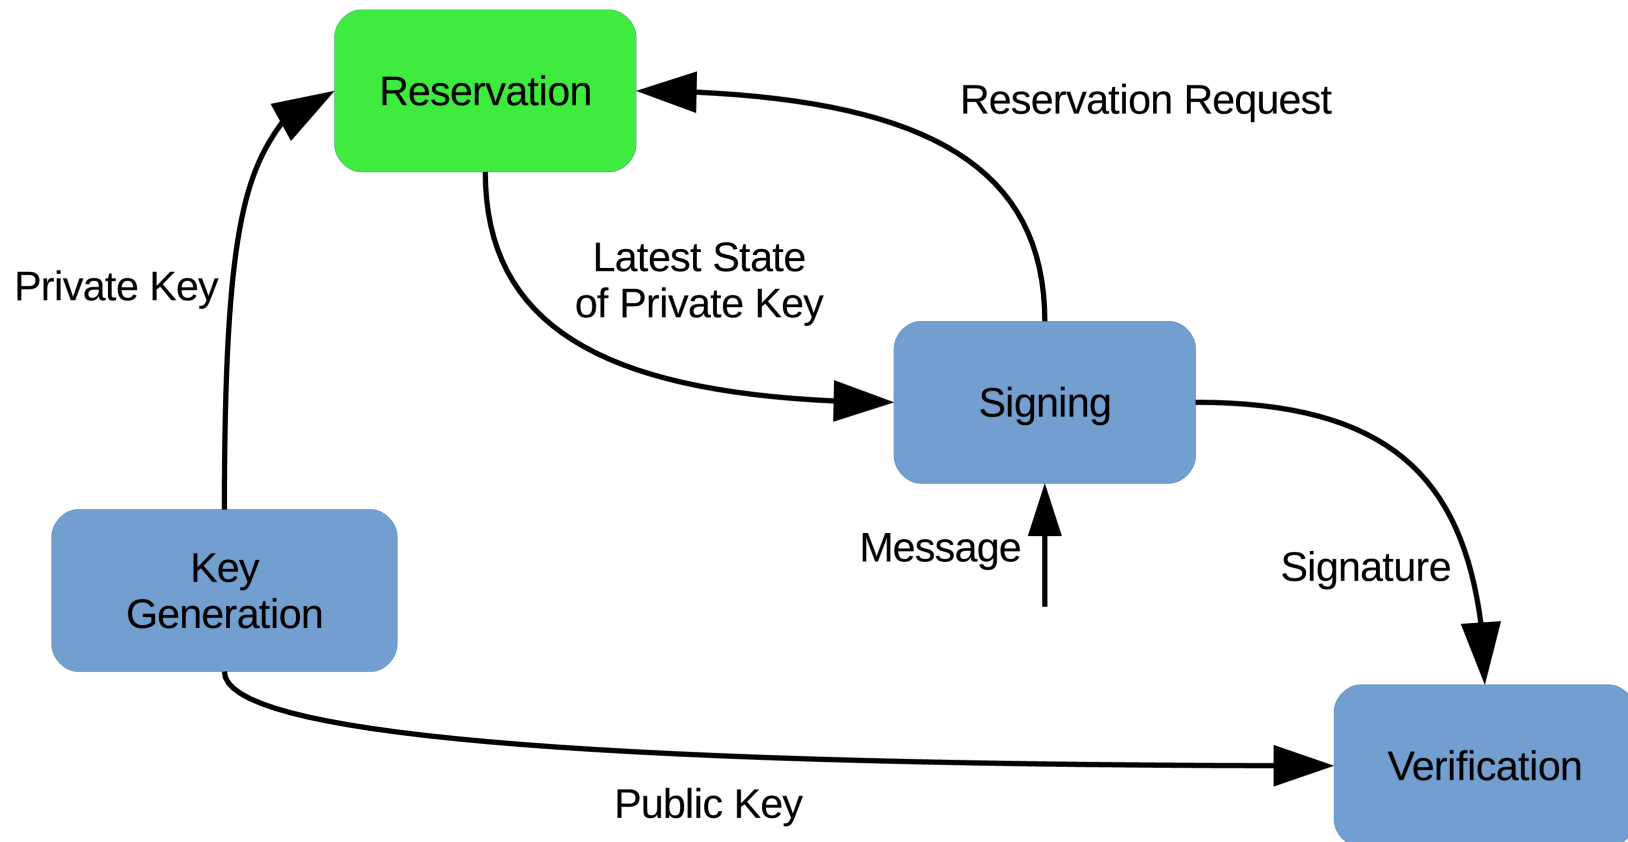 Reservation
Reservation Request
Private Key
Latest State
of Private Key
Signing
Message
Signature
Key
Generation
Verification
Public Key